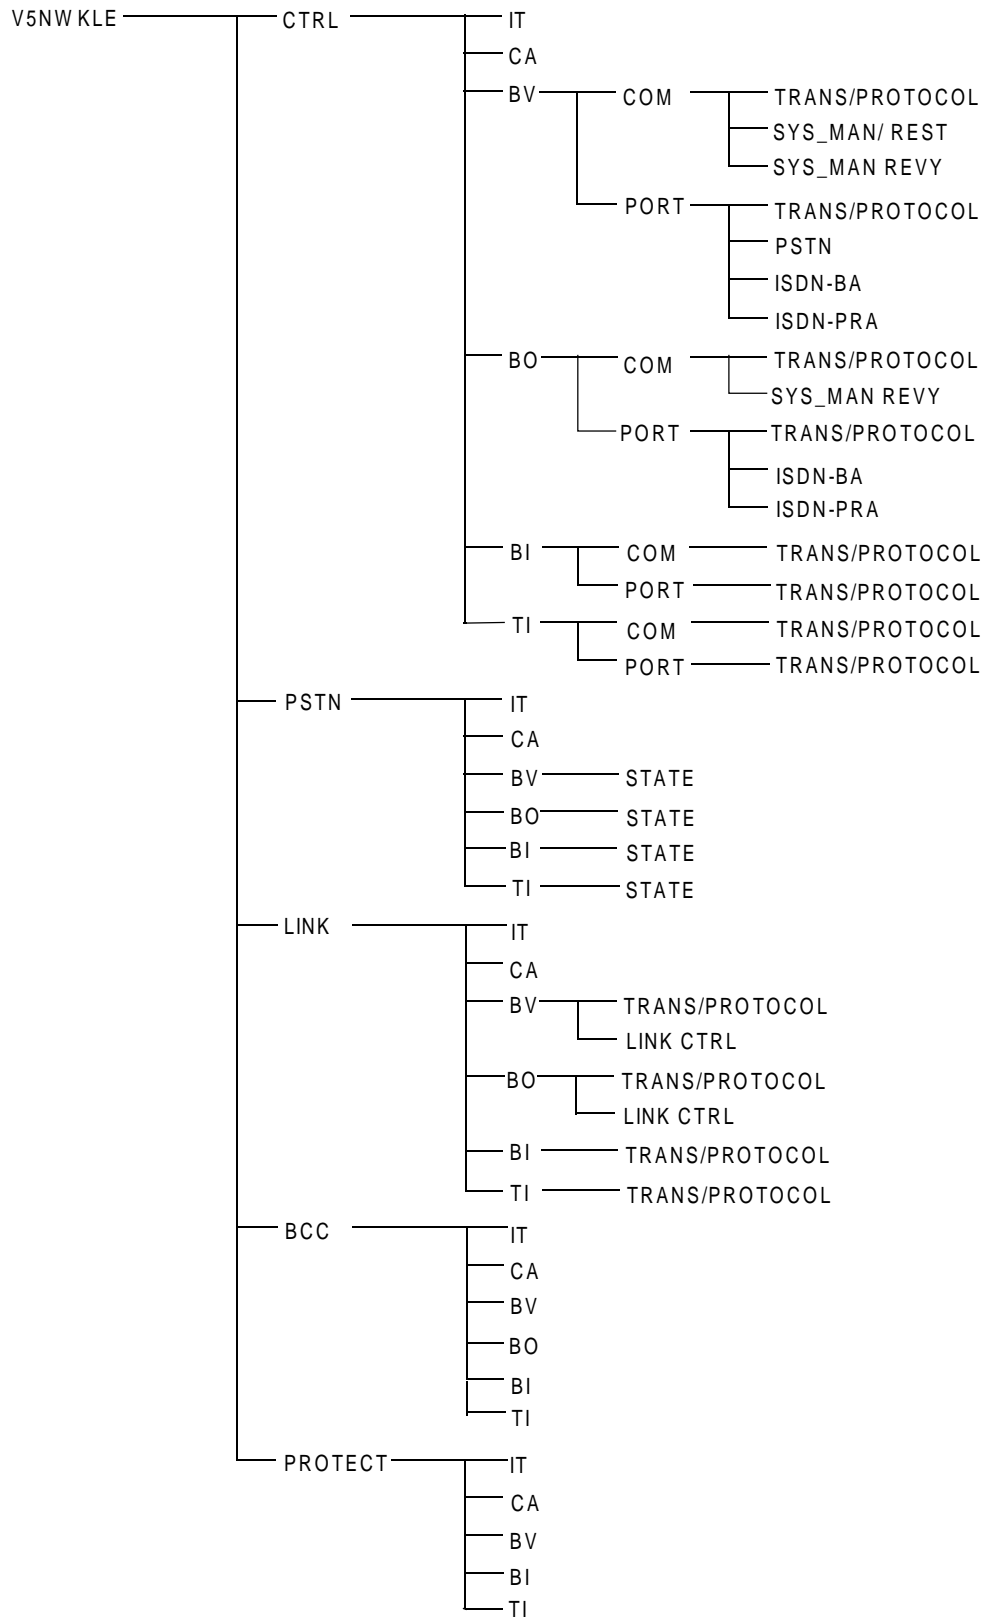 V5NWKLE CTRL IT
CA
BV COM TRANS/PROTOCOL
SYS_MAN/ REST
SYS_MAN REVY
PORT TRANS/PROTOCOL
PSTN
ISDN-BA
ISDN-PRA
BO COM TRANS/PROTOCOL
SYS_MAN REVY
PORT TRANS/PROTOCOL
ISDN-BA
ISDN-PRA
BI COM TRANS/PROTOCOL
PORT TRANS/PROTOCOL
TI COM TRANS/PROTOCOL
PORT TRANS/PROTOCOL
PSTN IT
CA
BV STATE
BO STATE
BI STATE
TI STATE
LINK IT
CA
BV TRANS/PROTOCOL
LINK CTRL
BO TRANS/PROTOCOL
LINK CTRL
BI TRANS/PROTOCOL
TI TRANS/PROTOCOL
BCC IT
CA
BV
BO
BI
TI
PROTECT IT
CA
BV
BI
TI